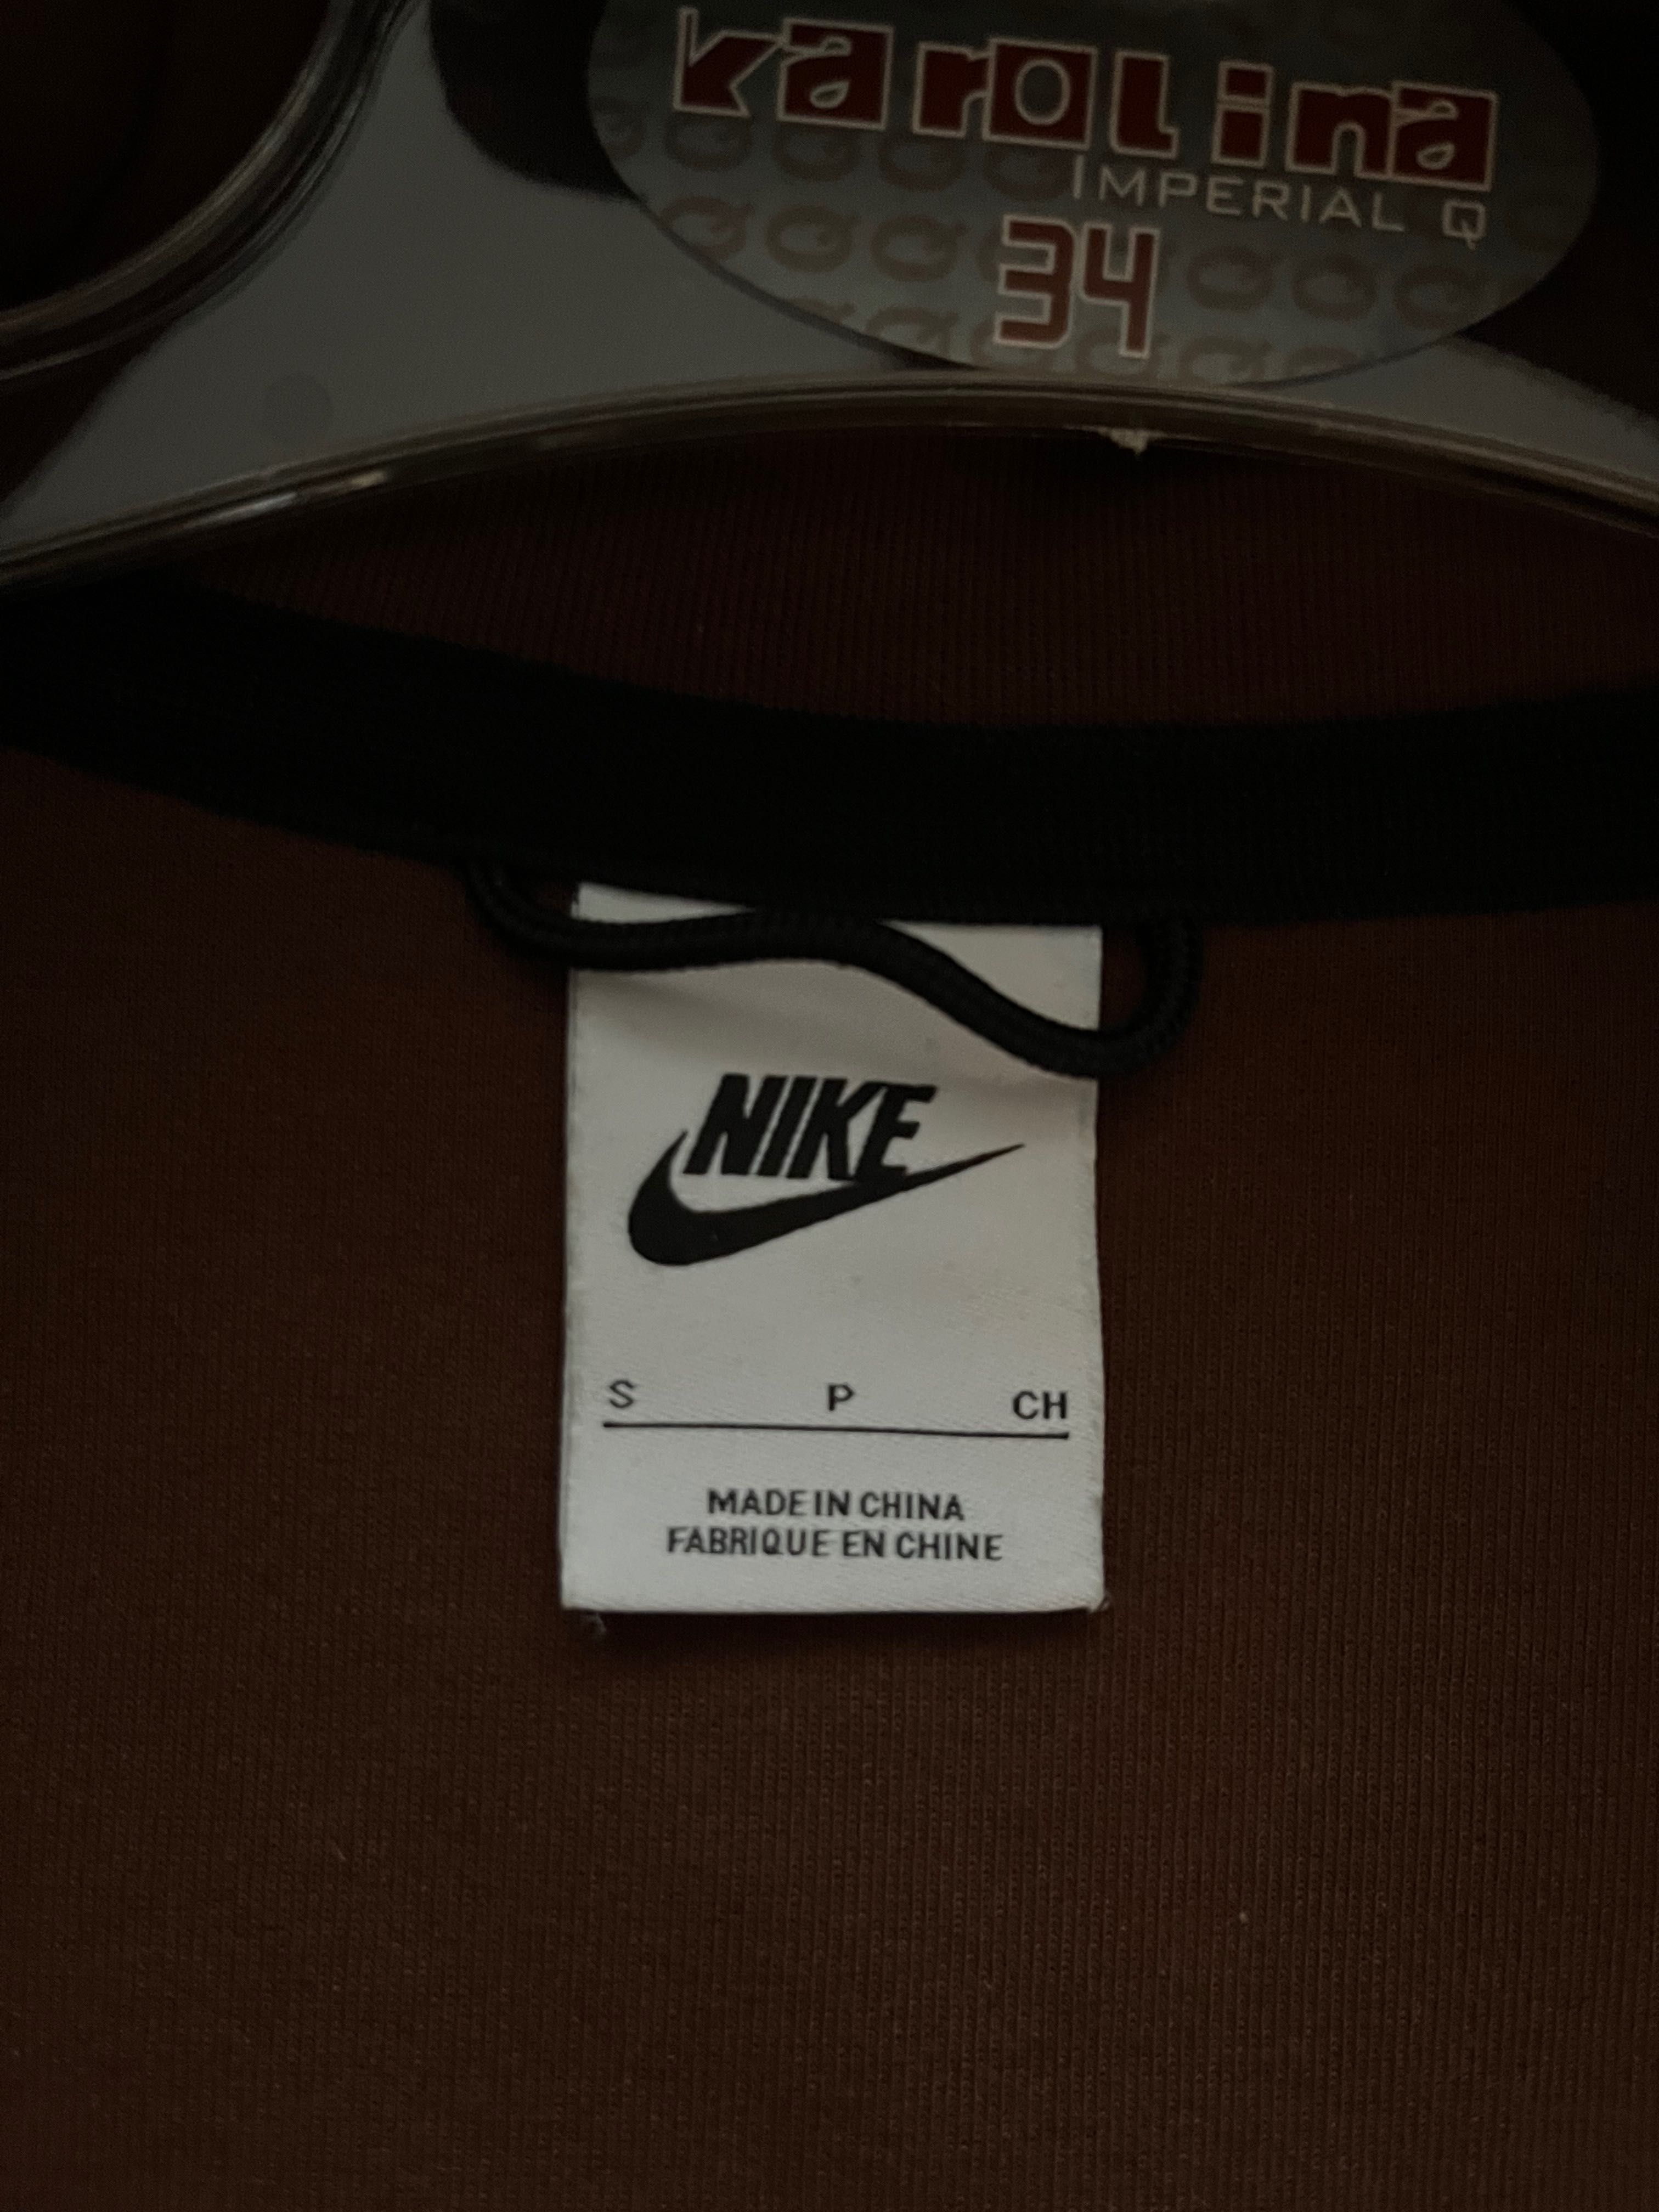 karolina
IMPERIAL Q
34
NIKE
S P CH
MADE IN CHINA
FABRIQUE EN CHINE